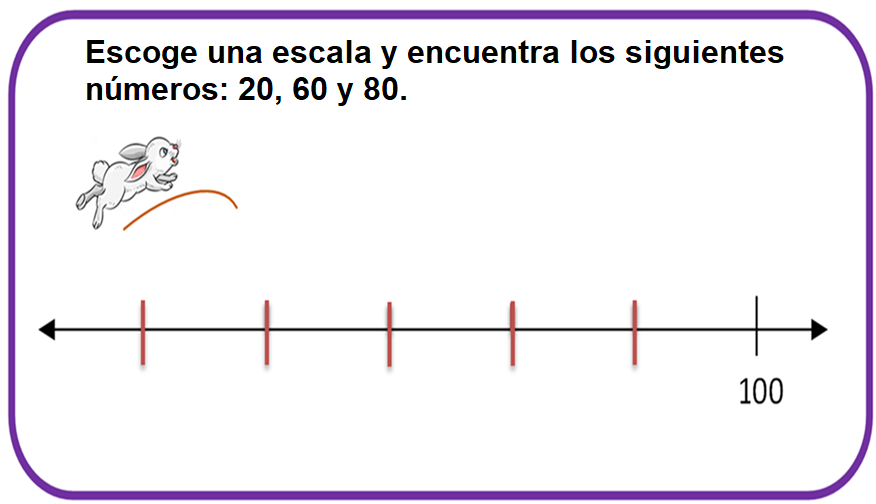 Escoge una escala y encuentra los siguientes
números: 20, 60 y 80.
100